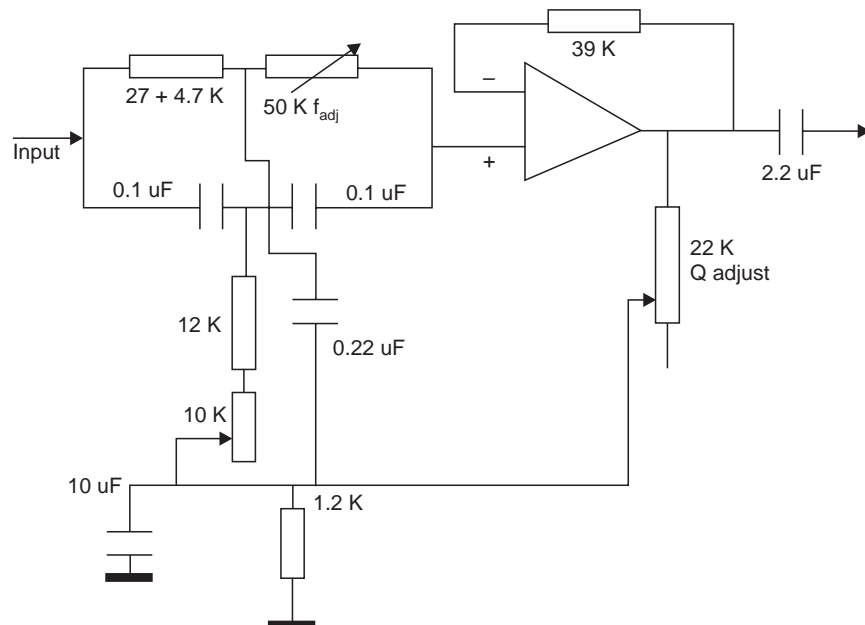 39 K
27 + 4.7 K
50 K fadj
–
Input
+
0.1 uF
0.1 uF
2.2 uF
22 K
Q adjust
12 K
0.22 uF
10 K
10 uF
1.2 K